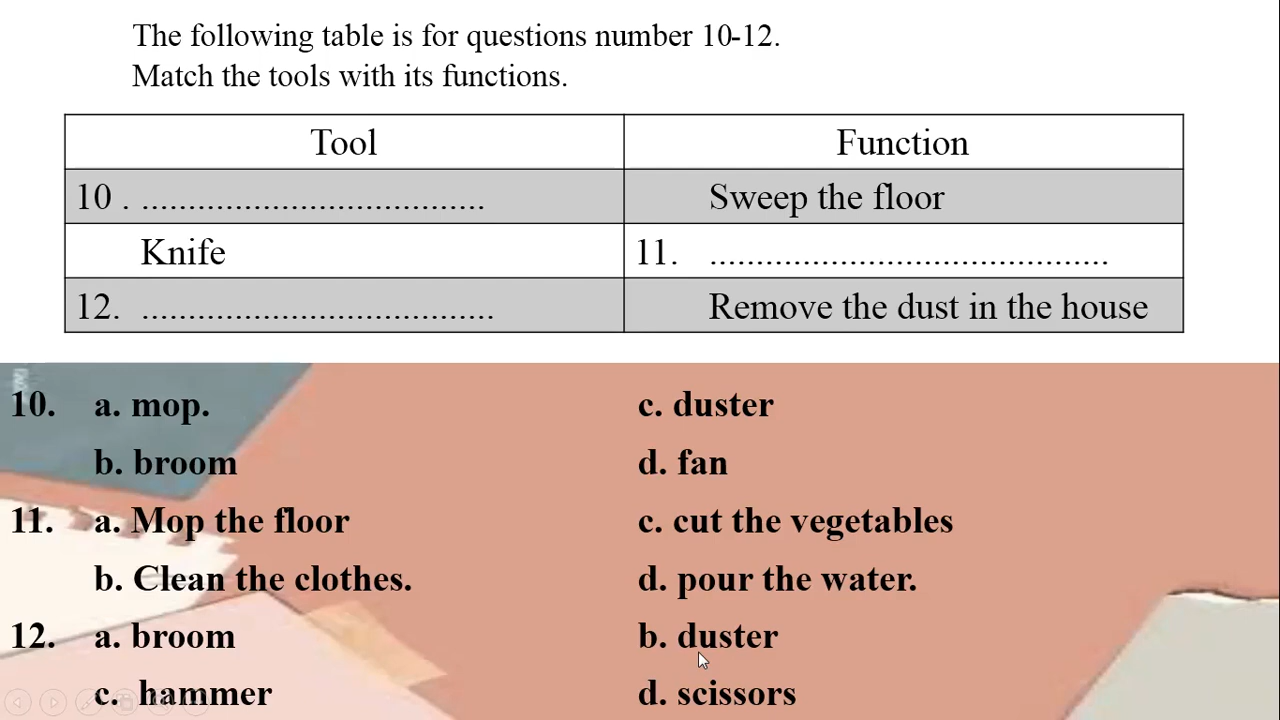 The following table is for questions number 10-12.
Match the tools with its functions.
Tool Function
10 . .................................... Sweep the floor
Knife 11. ..........................................
12. ..................................... Remove the dust in the house
10. a. mop. c. duster
b. broom d. fan
11. a. Mop the floor c. cut the vegetables
b. Clean the clothes. d. pour the water.
12. a. broom b. duster
c. hammer d. scissors